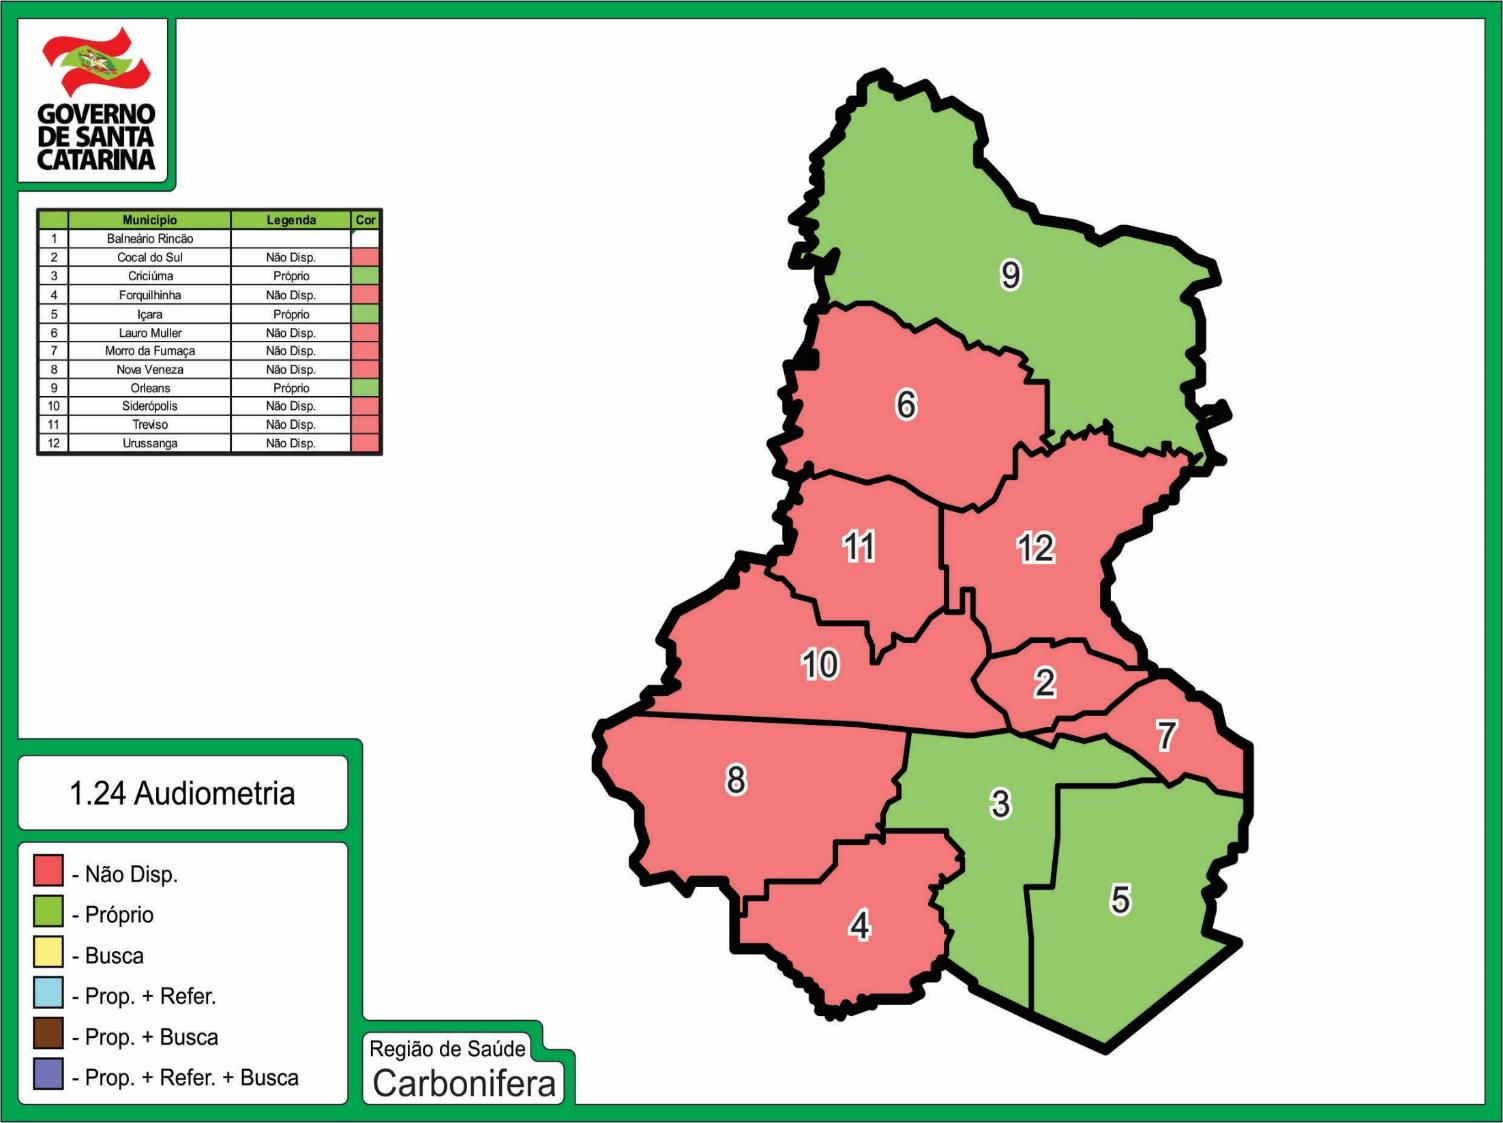 GOVERNO
DE SANTA
CATARINA
Município Legenda Cor
1 Balneário Rincão
2 Cocal do Sul Não Disp.
3 Criciúma Próprio
4 Forquilhinha Não Disp.
5 Içara Próprio
6 Lauro Muller Não Disp.
7 Morro da Fumaça Não Disp.
8 Nova Veneza Não Disp.
9 Orleans Próprio
10 Siderópolis Não Disp.
11 Treviso Não Disp.
12 Urussanga Não Disp.
9
6
11
12
10
2
7
8
3
5
4
1.24 Audiometria
- Não Disp.
- Próprio
- Busca
- Prop. + Refer.
- Prop. + Busca
- Prop. + Refer. + Busca
Região de Saúde
Carbonifera